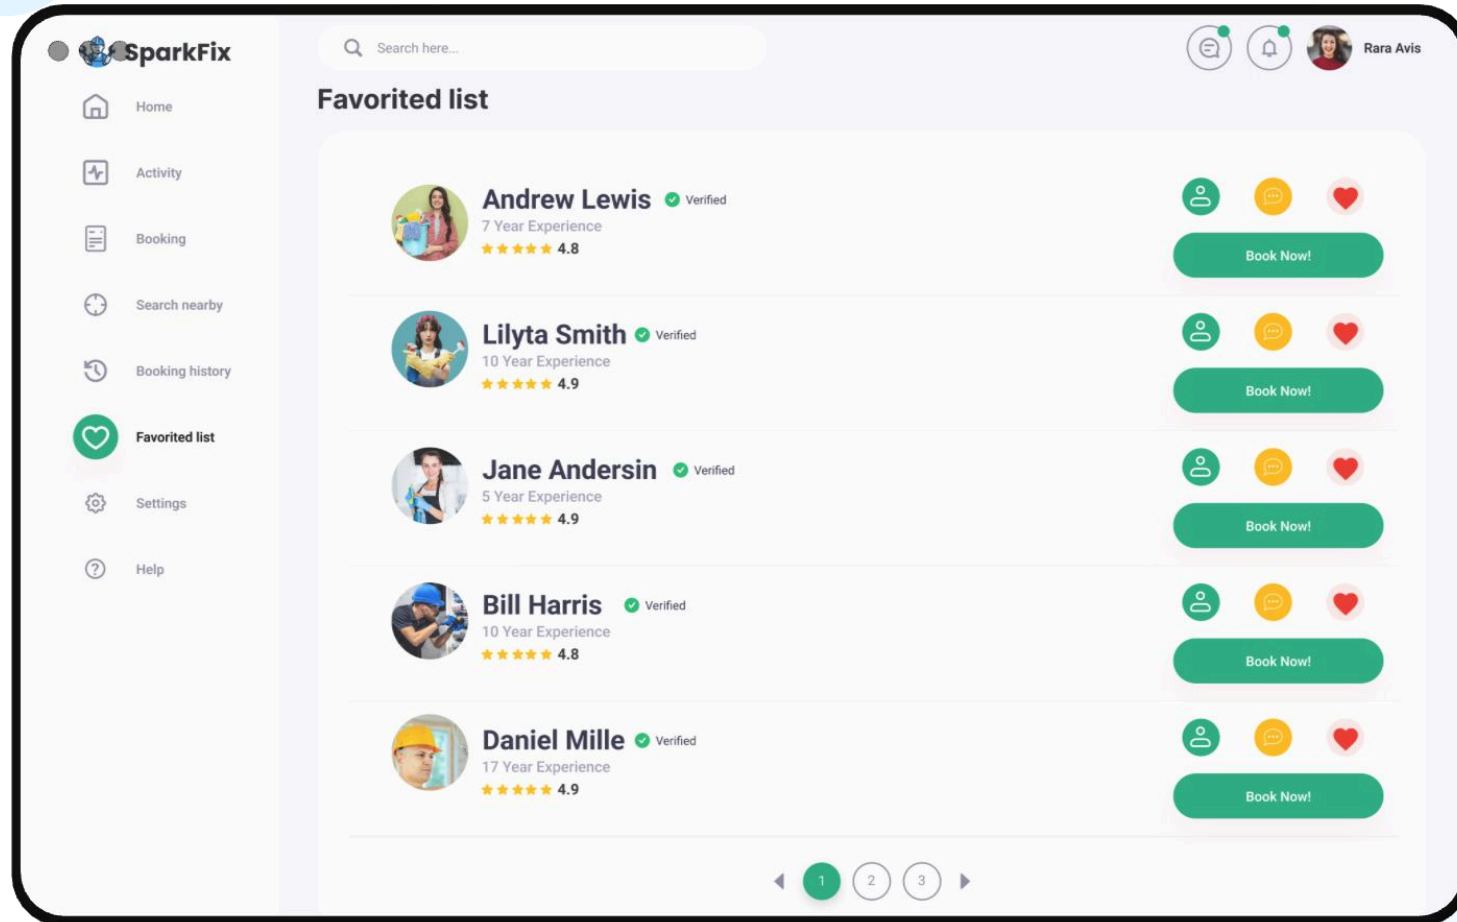 SparkFix
Search here...
Rara Avis
Home
Activity
Booking
Search nearby
Booking history
Favorited list
Settings
Help
Favorited list
Andrew Lewis Verified
7 Year Experience
4.8
Book Now!
Lilyta Smith Verified
10 Year Experience
4.9
Book Now!
Jane Andersin Verified
5 Year Experience
4.9
Book Now!
Bill Harris Verified
10 Year Experience
4.8
Book Now!
Daniel Mille Verified
17 Year Experience
4.9
Book Now!
1 2 3